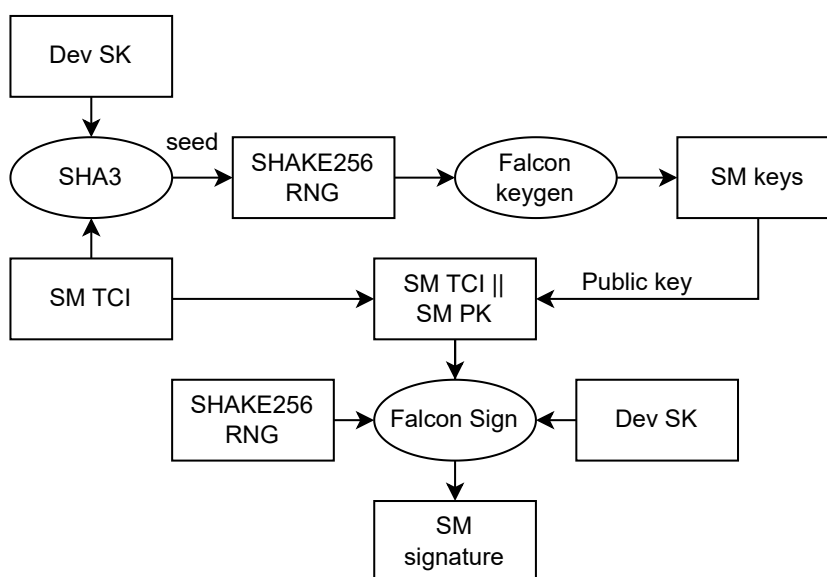 Dev SK
seed
SHA3
SHAKE256
RNG
Falcon
keygen
SM keys
SM TCI
SM TCI ||
SM PK
Public key
SHAKE256
RNG
Falcon Sign
Dev SK
SM
signature